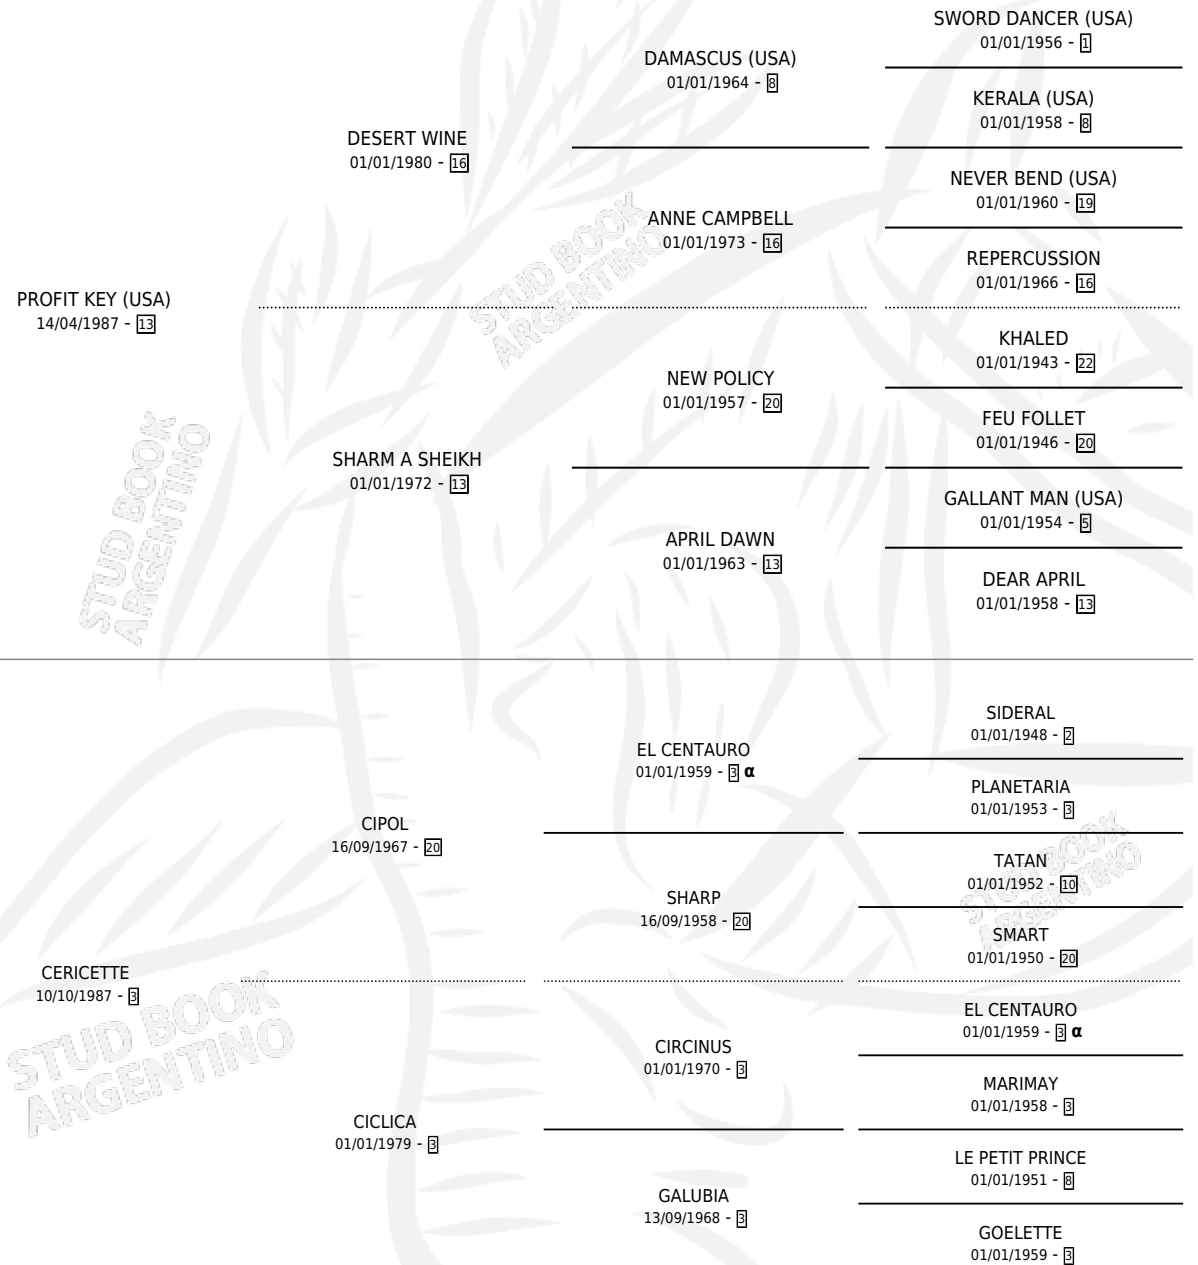 SWORD DANCER (USA)
01/01/1956 - 1
DAMASCUS (USA)
01/01/1964 - 8
KERALA (USA)
01/01/1958 - 8
DESERT WINE
01/01/1980 - 16
NEVER BEND (USA)
01/01/1960 - 19
ANNE CAMPBELL
01/01/1973 - 16
REPERCUSSION
01/01/1966 - 16
PROFIT KEY (USA)
14/04/1987 - 13
KHALED
01/01/1943 - 22
NEW POLICY
01/01/1957 - 20
FEU FOLLET
01/01/1946 - 20
SHARM A SHEIKH
01/01/1972 - 13
GALLANT MAN (USA)
01/01/1954 - 5
APRIL DAWN
01/01/1963 - 13
DEAR APRIL
01/01/1958 - 13
SIDERAL
01/01/1948 - 2
EL CENTAURO
01/01/1959 - 3 α
PLANETARIA
01/01/1953 - 3
CIPOL
16/09/1967 - 20
TATAN
01/01/1952 - 10
SHARP
16/09/1958 - 20
SMART
01/01/1950 - 20
CERICETTE
10/10/1987 - 3
EL CENTAURO
01/01/1959 - 3 α
CIRCINUS
01/01/1970 - 3
MARIMAY
01/01/1958 - 3
CICLICA
01/01/1979 - 3
LE PETIT PRINCE
01/01/1951 - 8
GALUBIA
13/09/1968 - 3
GOELETTE
01/01/1959 - 3
STUD BOOK
ARGENTINO
STUD BOOK
ARGENTINO
STUD BOOK
ARGENTINO
STUD BOOK
ARGENTINO